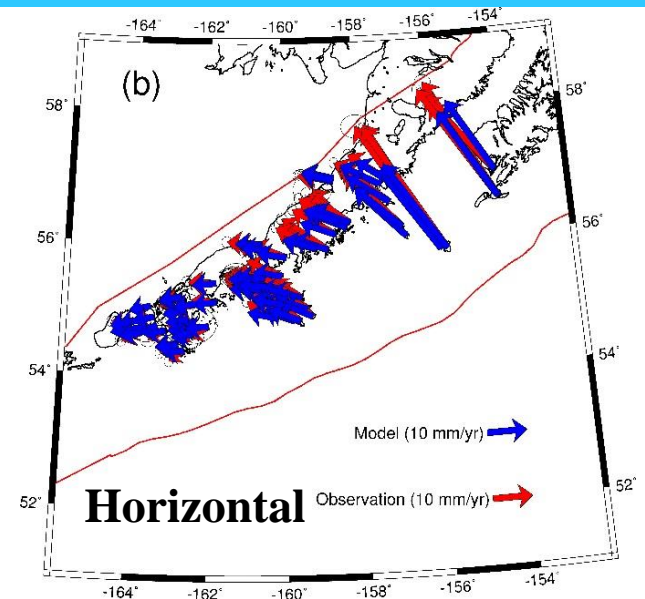 -164° -162° -160° -158° -156° -154°
(b)
58° 58°
56° 56°
54° 54°
Model (10 mm/yr)
52° Horizontal Observation (10 mm/yr) 52°
-164° -162° -160° -158° -156° -154°